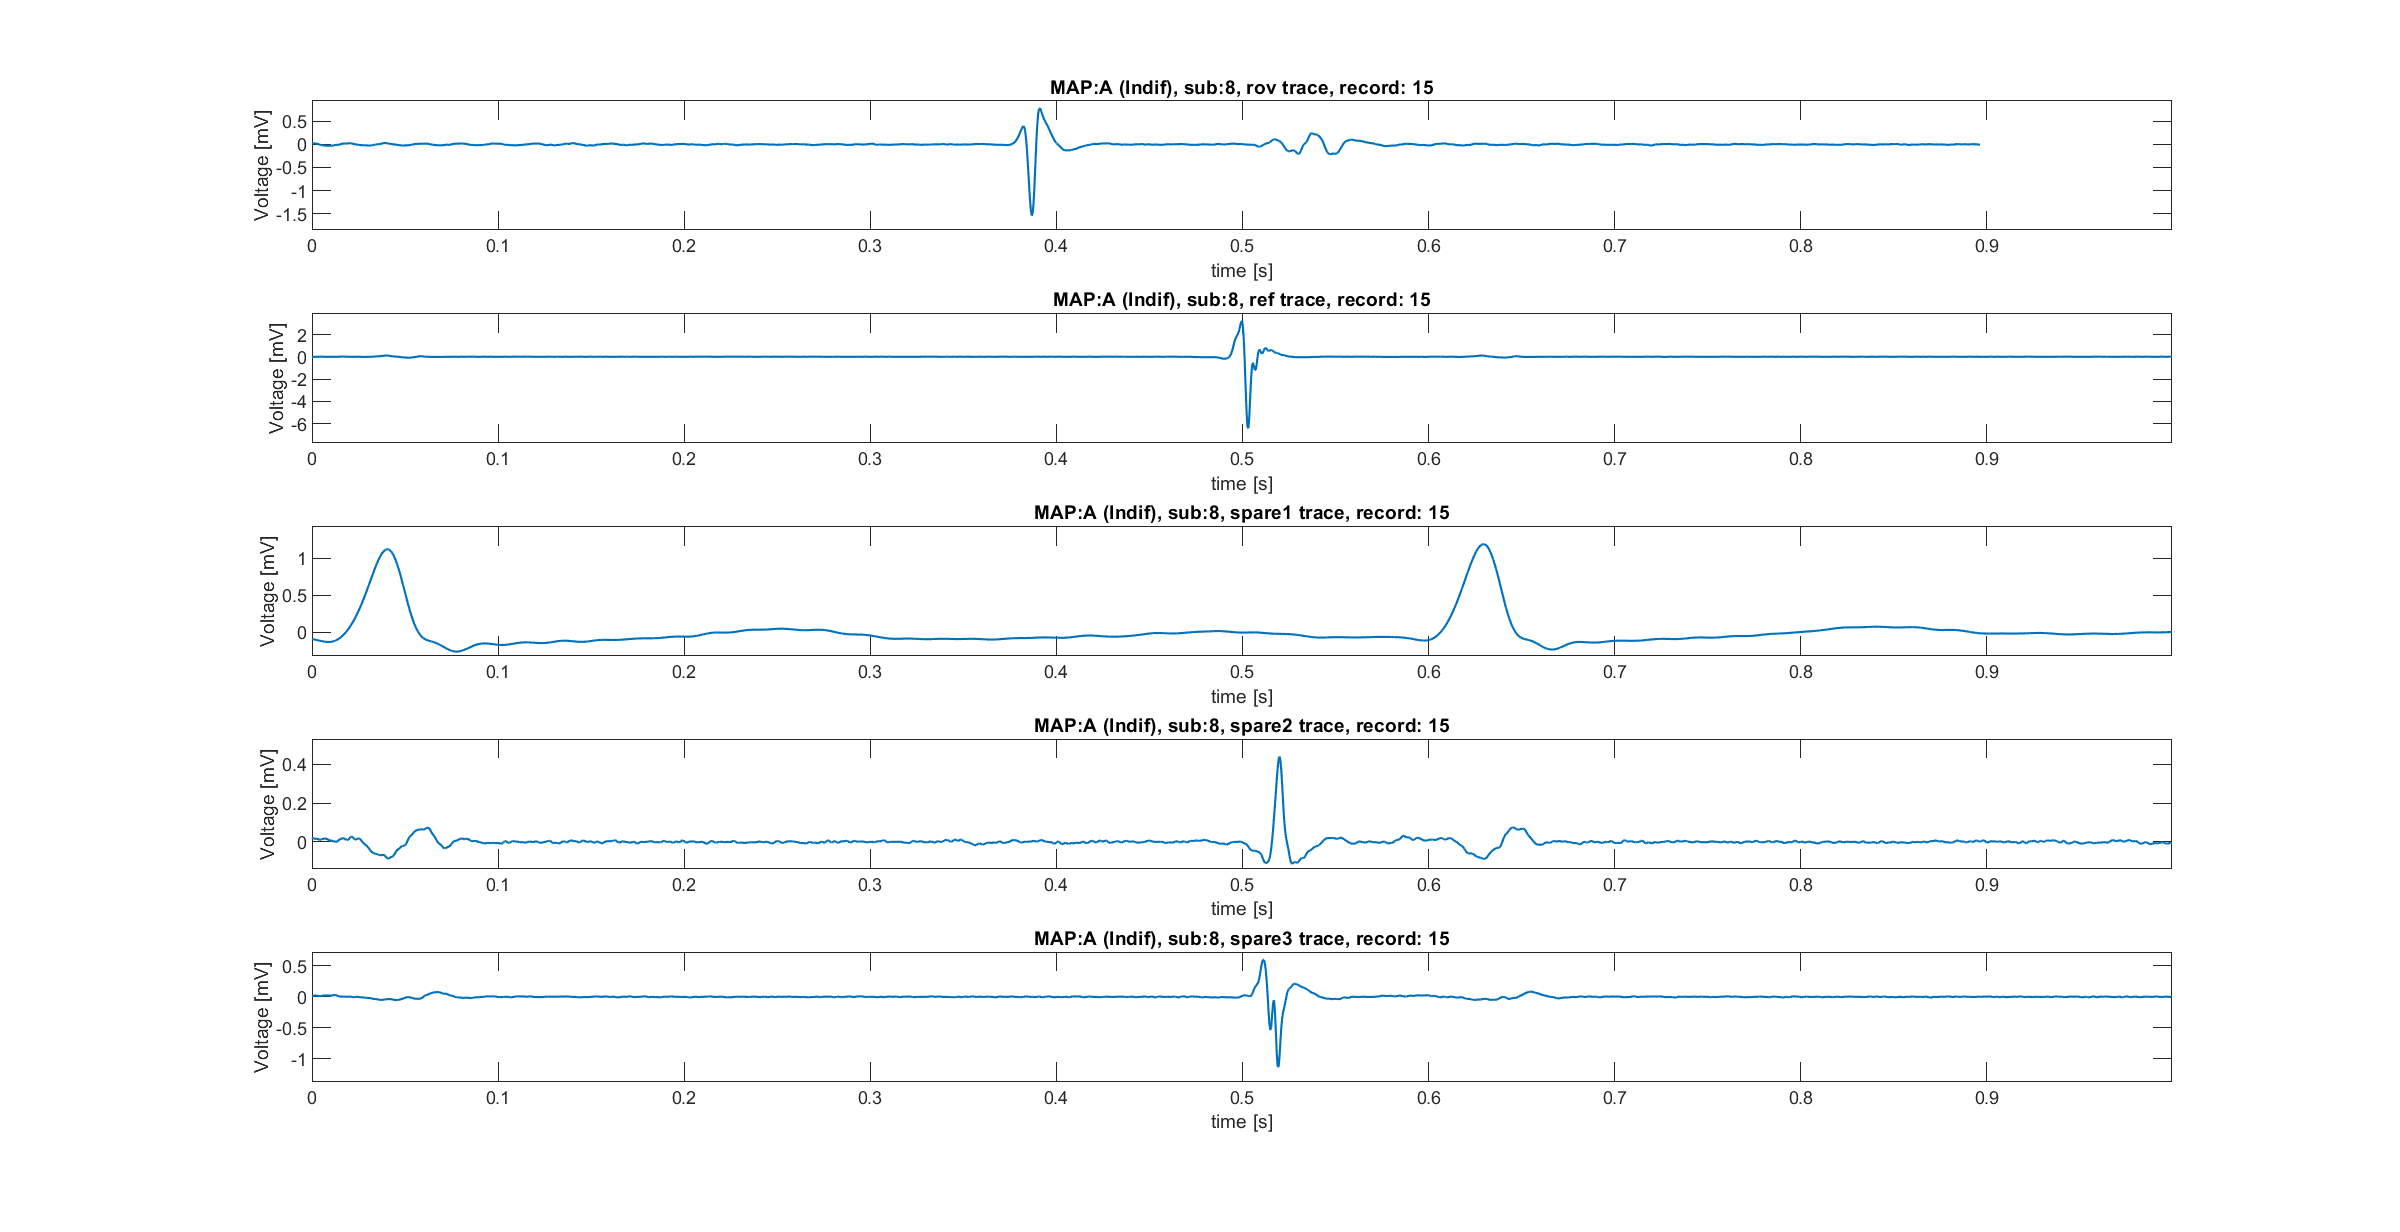 MAP:A (Indif), sub:8, rov trace, record: 15
Voltage [mV]
0.5
0
-0.5
-1
-1.5
0 0.1 0.2 0.3 0.4 0.5 0.6 0.7 0.8 0.9
time [s]
MAP:A (Indif), sub:8, ref trace, record: 15
Voltage [mV]
2
0
-2
-4
-6
0 0.1 0.2 0.3 0.4 0.5 0.6 0.7 0.8 0.9
time [s]
MAP:A (Indif), sub:8, spare1 trace, record: 15
Voltage [mV]
1
0.5
0
0 0.1 0.2 0.3 0.4 0.5 0.6 0.7 0.8 0.9
time [s]
MAP:A (Indif), sub:8, spare2 trace, record: 15
Voltage [mV]
0.4
0.2
0
0 0.1 0.2 0.3 0.4 0.5 0.6 0.7 0.8 0.9
time [s]
MAP:A (Indif), sub:8, spare3 trace, record: 15
Voltage [mV]
0.5
0
-0.5
-1
0 0.1 0.2 0.3 0.4 0.5 0.6 0.7 0.8 0.9
time [s]